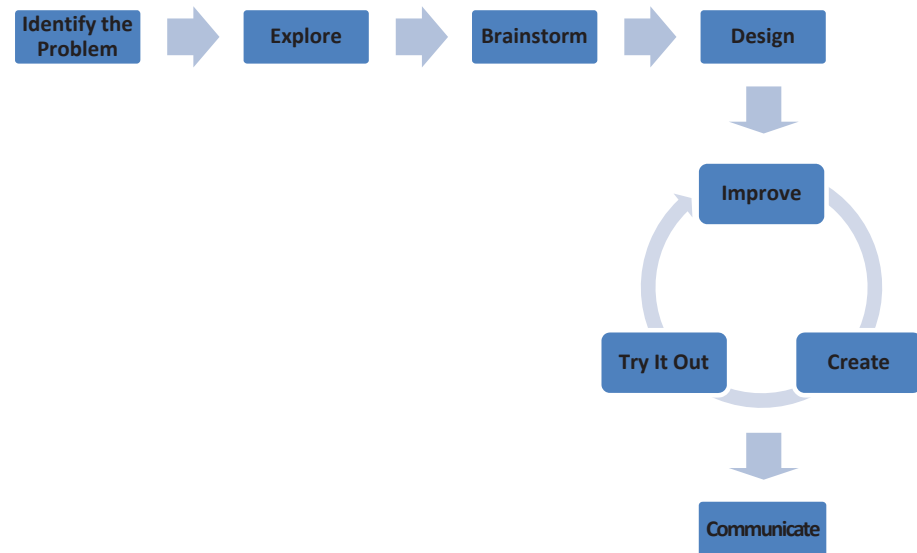 Identify the
Problem
Explore
Brainstorm
Design
Improve
Try It Out
Create
Communicate